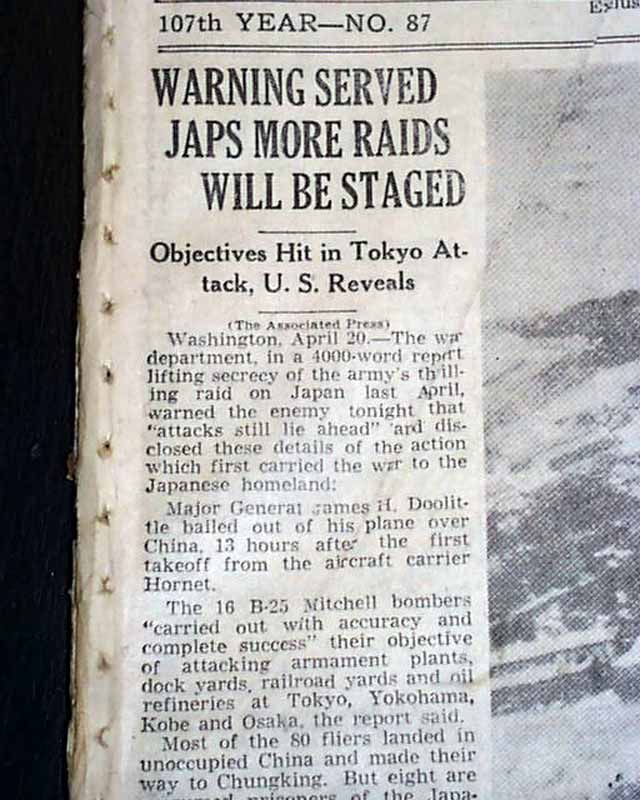 107th YEAR—NO. 87
WARNING SERVED
JAPS MORE RAIDS
WILL BE STAGED
Objectives Hit in Tokyo At-
tack, U. S. Reveals
(The Associated Press)
Washington, April 20.—The war
department, in a 4000-word report
lifting secrecy of the army's thrill-
ing raid on Japan last April,
warned the enemy tonight that
"attacks still lie ahead" and dis-
closed these details of the action
which first carried the war to the
Japanese homeland:
Major General James H. Doolit-
tle bailed out of his plane over
China, 13 hours after the first
takeoff from the aircraft carrier
Hornet.
The 16 B-25 Mitchell bombers
"carried out with accuracy and
complete success" their objective
of attacking armament plants,
dock yards, railroad yards and oil
refineries at Tokyo, Yokohama,
Kobe and Osaka, the report said.
Most of the 80 fliers landed in
unoccupied China and made their
way to Chungking. But eight are
prisoners of the Japa-